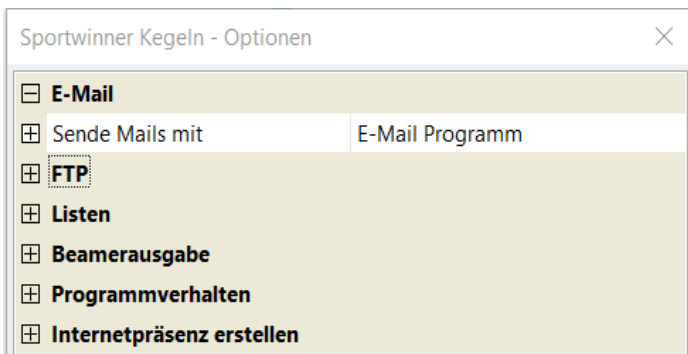 Sportwinner Kegeln - Optionen
E-Mail
Sende Mails mit E-Mail Programm
FTP
Listen
Beamerausgabe
Programmverhalten
Internetpräsenz erstellen